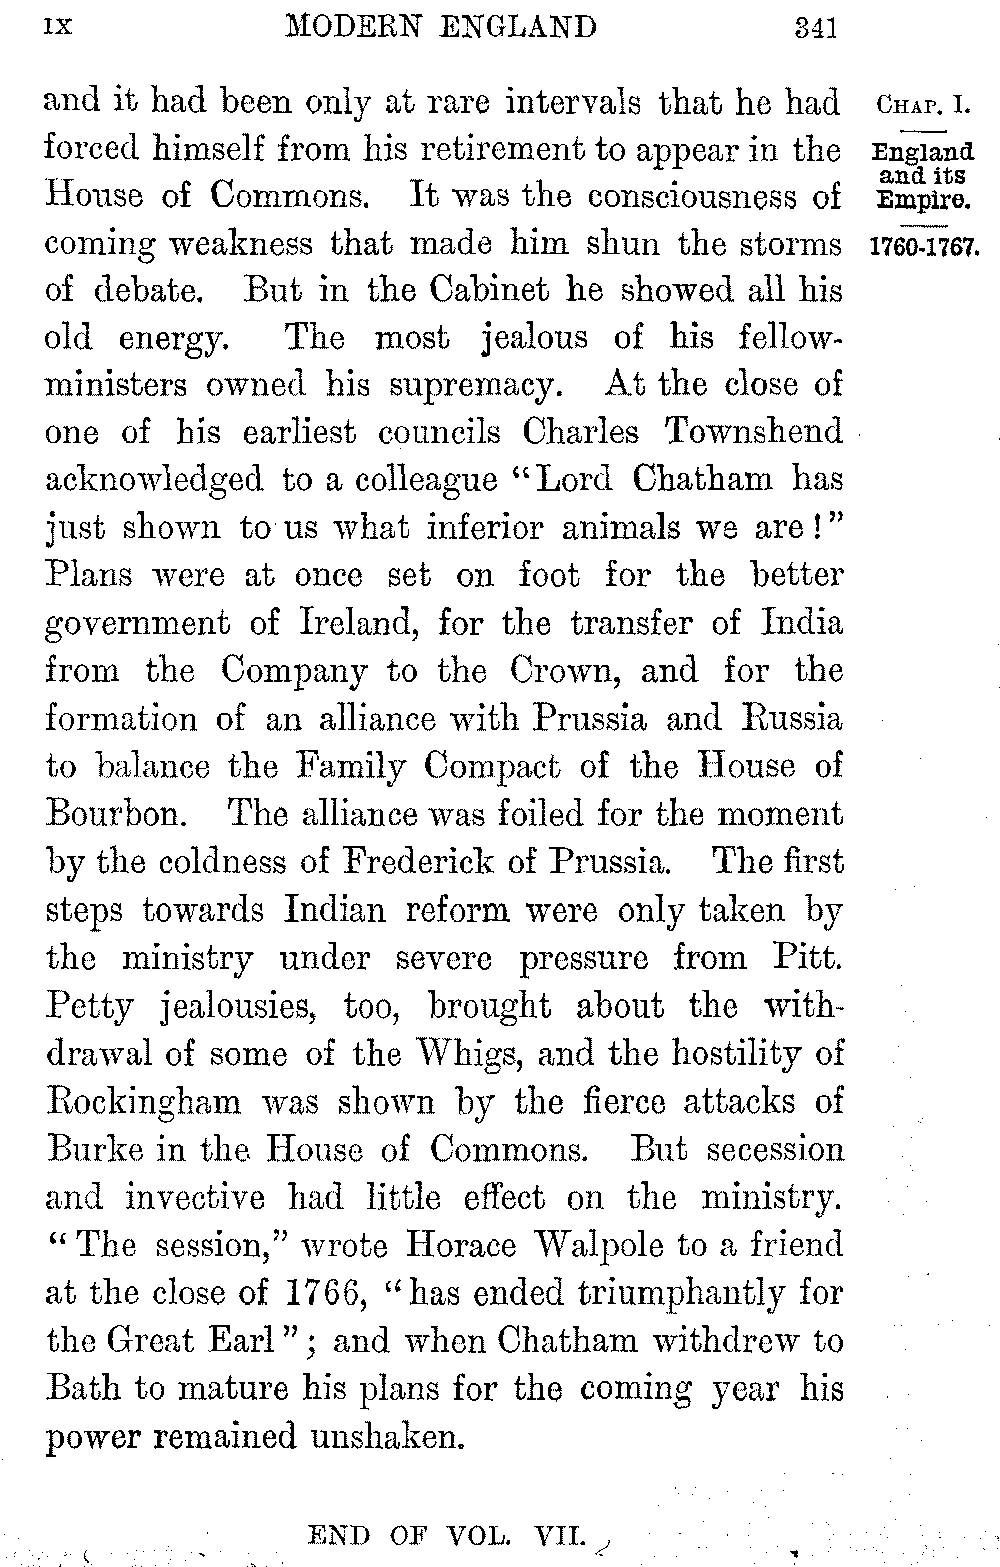 IX MODERN ENGLAND 341
and it had been only at rare intervals that he had
forced himself from his retirement to appear in the
House of Commons. It was the consciousness of
coming weakness that made him shun the storms
of debate. But in the Cabinet he showed all his
old energy. The most jealous of his fellow-
ministers owned his supremacy. At the close of
one of his earliest councils Charles Townshend
acknowledged to a colleague “Lord Chatham has
just shown to us what inferior animals we are!”
Plans were at once set on foot for the better
government of Ireland, for the transfer of India
from the Company to the Crown, and for the
formation of an alliance with Prussia and Russia
to balance the Family Compact of the House of
Bourbon. The alliance was foiled for the moment
by the coldness of Frederick of Prussia. The first
steps towards Indian reform were only taken by
the ministry under severe pressure from Pitt.
Petty jealousies, too, brought about the with-
drawal of some of the Whigs, and the hostility of
Rockingham was shown by the fierce attacks of
Burke in the House of Commons. But secession
and invective had little effect on the ministry.
“The session,” wrote Horace Walpole to a friend
at the close of 1766, “has ended triumphantly for
the Great Earl”; and when Chatham withdrew to
Bath to mature his plans for the coming year his
power remained unshaken.
CHAP. I.
England
and its
Empire.
1760-1767.
END OF VOL. VII.